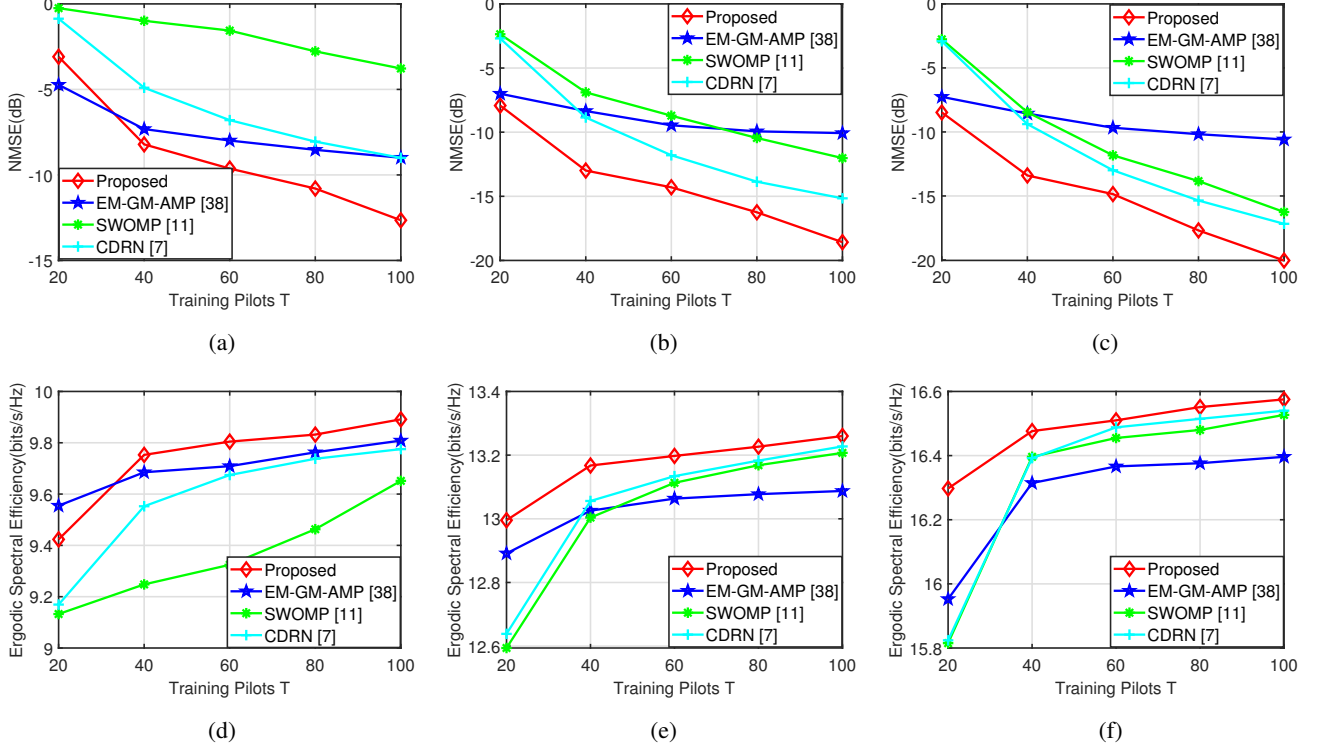 0
-5
-10
-15
NMSE(dB)
20 40 60 80 100
Training Pilots T
Proposed
EM-GM-AMP [38]
SWOMP [11]
CDRN [7]
(a)
0
-5
-10
-15
-20
NMSE(dB)
20 40 60 80 100
Training Pilots T
Proposed
EM-GM-AMP [38]
SWOMP [11]
CDRN [7]
(b)
0
-5
-10
-15
-20
NMSE(dB)
20 40 60 80 100
Training Pilots T
Proposed
EM-GM-AMP [38]
SWOMP [11]
CDRN [7]
(c)
10
9.8
9.6
9.4
9.2
9
Ergodic Spectral Efficiency(bits/s/Hz)
20 40 60 80 100
Training Pilots T
Proposed
EM-GM-AMP [38]
SWOMP [11]
CDRN [7]
(d)
13.4
13.2
13
12.8
12.6
Ergodic Spectral Efficiency(bits/s/Hz)
20 40 60 80 100
Training Pilots T
Proposed
EM-GM-AMP [38]
SWOMP [11]
CDRN [7]
(e)
16.6
16.4
16.2
16
15.8
Ergodic Spectral Efficiency(bits/s/Hz)
20 40 60 80 100
Training Pilots T
Proposed
EM-GM-AMP [38]
SWOMP [11]
CDRN [7]
(f)